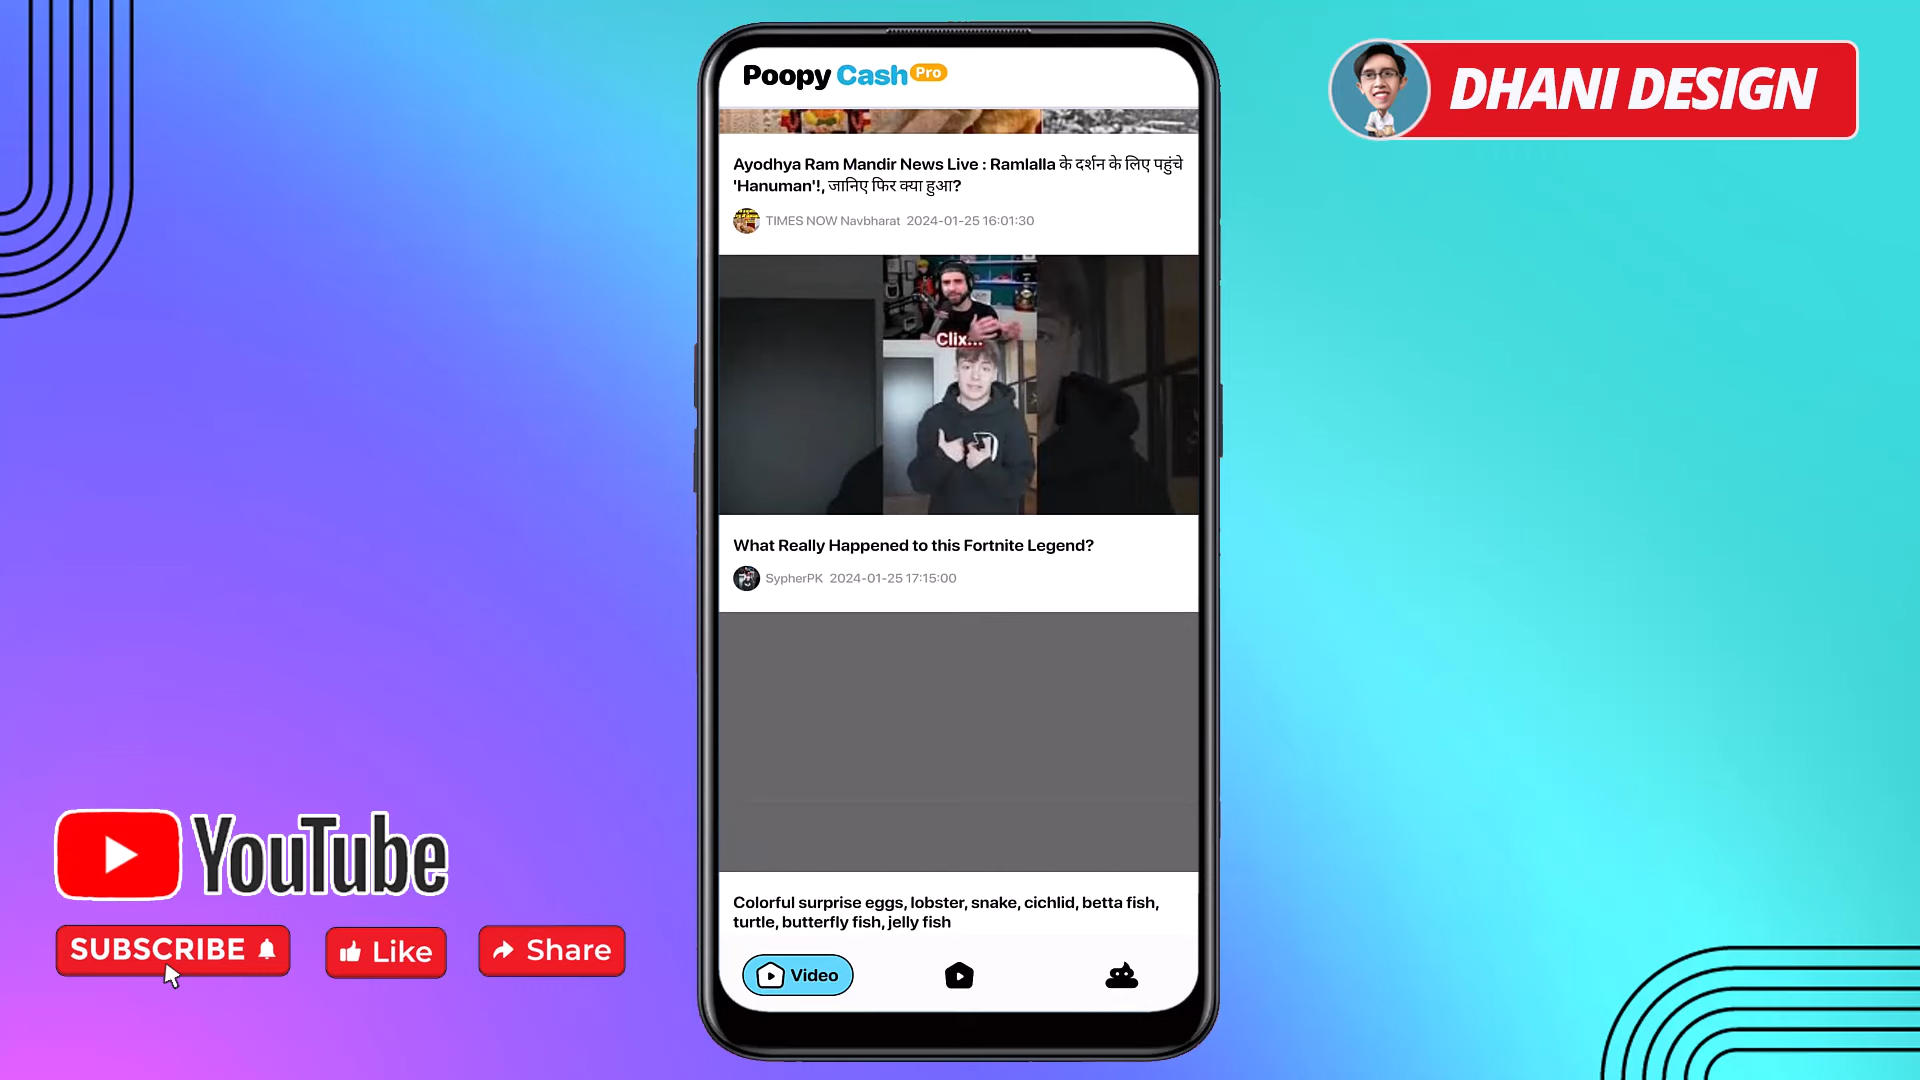 Poopy Cash Pro
DHANI DESIGN
Ayodhya Ram Mandir News Live : Ramlalla के दर्शन के लिए पहुंचे
'Hanuman'!, जानिए फिर क्या हुआ?
TIMES NOW Navbharat 2024-01-25 16:01:30
Clix...
What Really Happened to this Fortnite Legend?
SypherPK 2024-01-25 17:15:00
Colorful surprise eggs, lobster, snake, cichlid, betta fish,
turtle, butterfly fish, jelly fish
Video
YouTube
SUBSCRIBE
Like
Share